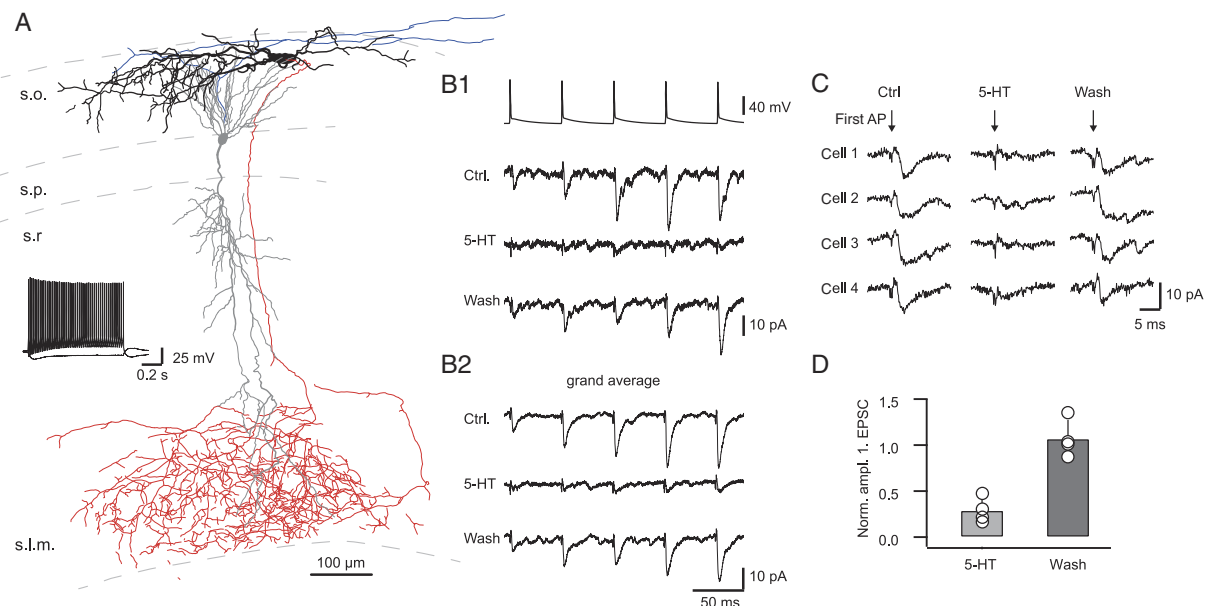 A
s.o.
s.p.
s.r
25 mV
0.2 s
s.l.m.
100 µm
B1
40 mV
Ctrl.
5-HT
Wash
10 pA
B2
grand average
Ctrl.
5-HT
Wash
10 pA
50 ms
C
Ctrl 5-HT Wash
First AP
Cell 1
Cell 2
Cell 3
Cell 4
10 pA
5 ms
D
Norm. ampl. 1. EPSC
1.5
1.0
0.5
0.0
5-HT Wash